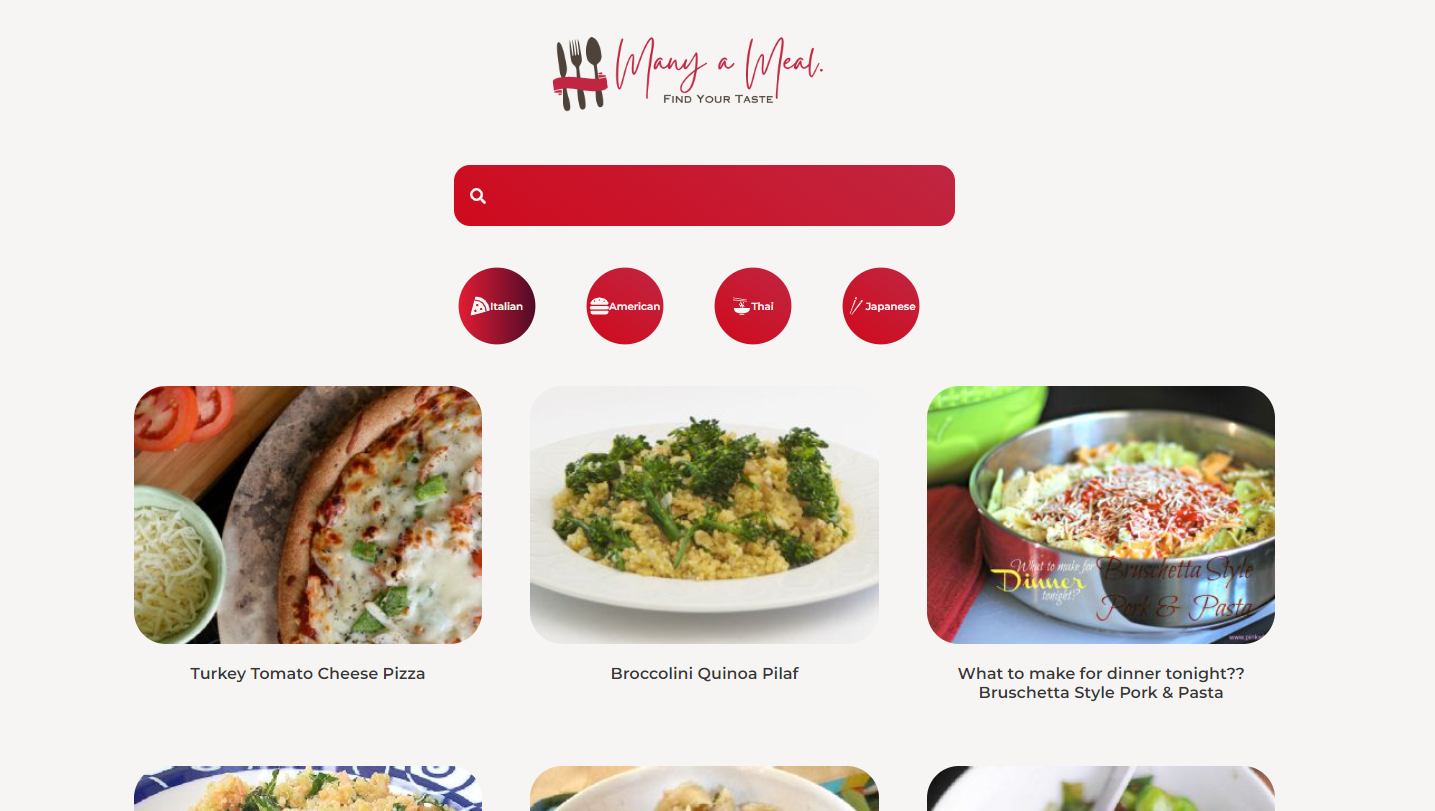 Many a Meal.
Find Your Taste
Italian
American
Thai
Japanese
What to make for
Dinner
tonight?
Bruschetta Style
Pork & Pasta
Turkey Tomato Cheese Pizza
Broccolini Quinoa Pilaf
What to make for dinner tonight??
Bruschetta Style Pork & Pasta